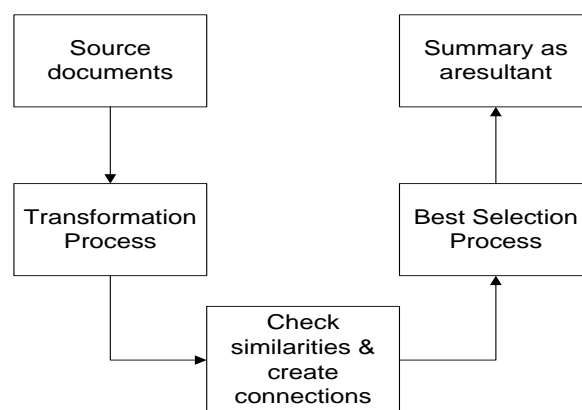 Source
documents
Summary as
aresultant
Transformation
Process
Best Selection
Process
Check
similarities &
create
connections